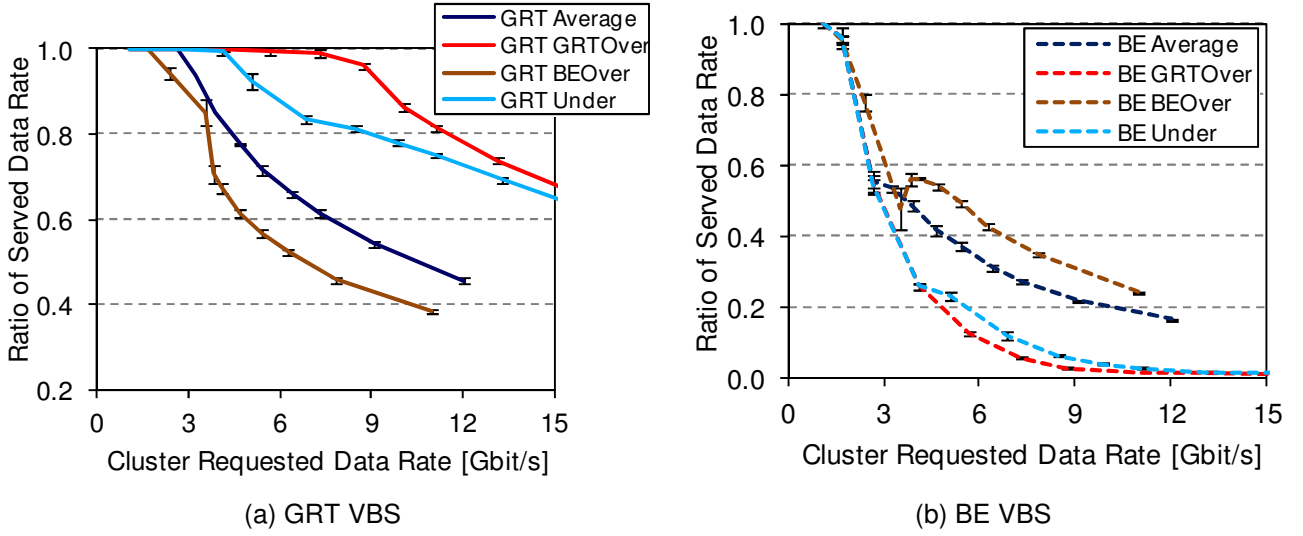 GRT Average
GRT GRTOver
GRT BEOver
GRT Under
Ratio of Served Data Rate
1.0
0.8
0.6
0.4
0.2
0 3 6 9 12 15
Cluster Requested Data Rate [Gbit/s]
(a) GRT VBS
BE Average
BE GRTOver
BE BEOver
BE Under
Ratio of Served Data Rate
1.0
0.8
0.6
0.4
0.2
0.0
0 3 6 9 12 15
Cluster Requested Data Rate [Gbit/s]
(b) BE VBS